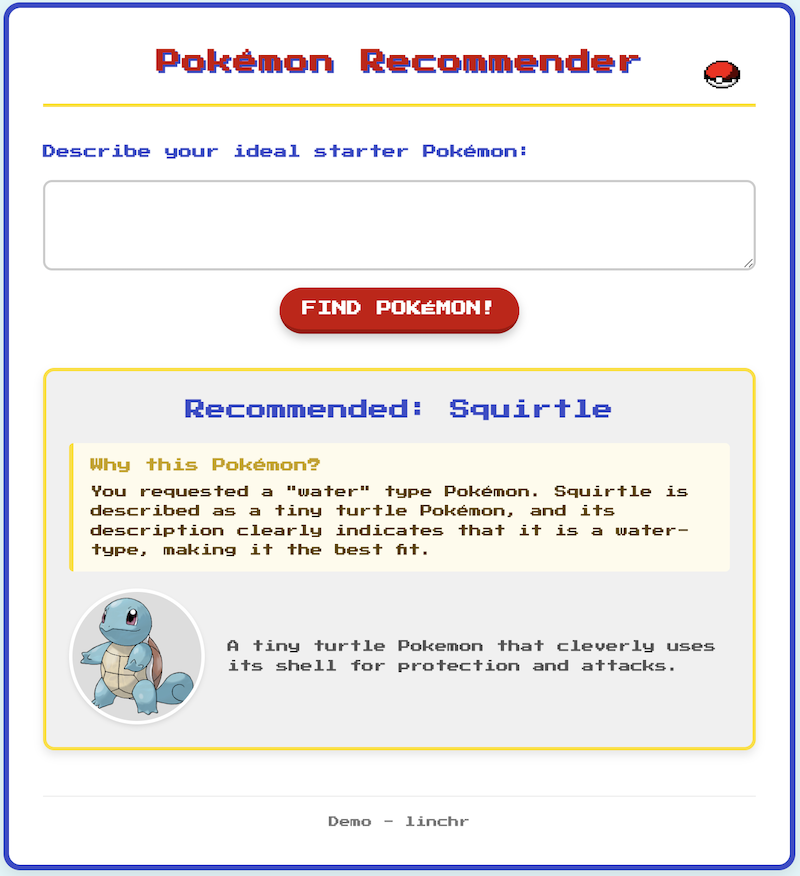 Pokémon Recommender
Describe your ideal starter Pokémon:
FIND POKÉMON!
Recommended: Squirtle
Why this Pokémon?
You requested a "water" type Pokémon. Squirtle is
described as a tiny turtle Pokémon, and its
description clearly indicates that it is a water-
type, making it the best fit.
A tiny turtle Pokemon that cleverly uses
its shell for protection and attacks.
Demo - linchr